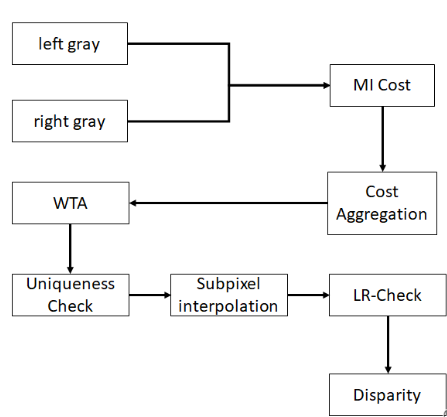 left gray
MI Cost
right gray
Cost
Aggregation
WTA
Uniqueness
Check
Subpixel
interpolation
LR-Check
Disparity